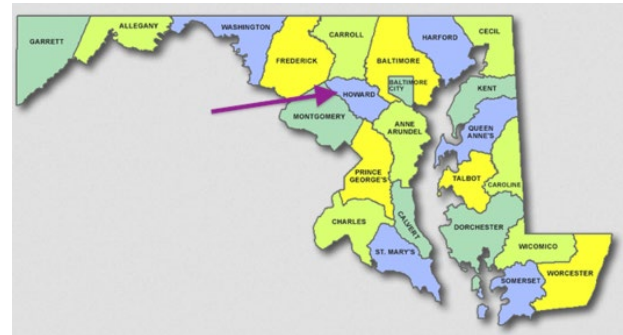 GARRETT
ALLEGANY
WASHINGTON
FREDERICK
CARROLL
BALTIMORE
HARFORD
CECIL
BALTIMORE
CITY
HOWARD
KENT
MONTGOMERY
ANNE
ARUNDEL
QUEEN
ANNE'S
PRINCE
GEORGE'S
TALBOT
CAROLINE
CHARLES
CALVERT
DORCHESTER
ST. MARY'S
WICOMICO
SOMERSET
WORCESTER